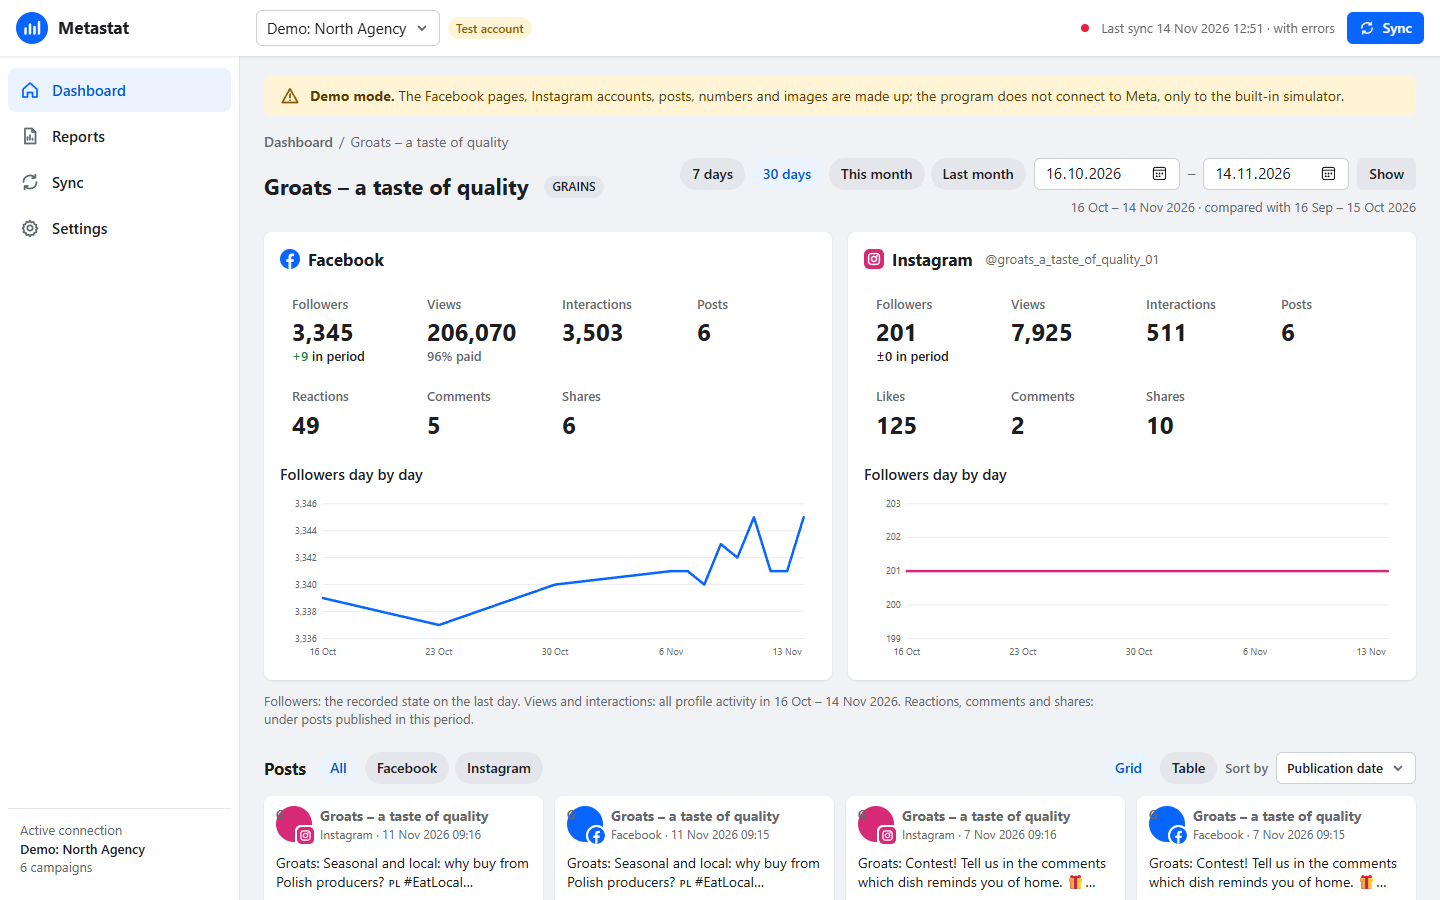 Metastat
Demo: North Agency
Test account
Last sync 14 Nov 2026 12:51 · with errors
Sync
Dashboard
Reports
Sync
Settings
Active connection
Demo: North Agency
6 campaigns
Demo mode. The Facebook pages, Instagram accounts, posts, numbers and images are made up; the program does not connect to Meta, only to the built-in simulator.
Dashboard / Groats – a taste of quality
Groats – a taste of quality
GRAINS
7 days
30 days
This month
Last month
16.10.2026
–
14.11.2026
Show
16 Oct – 14 Nov 2026 · compared with 16 Sep – 15 Oct 2026
Facebook
Followers Views Interactions Posts
3,345 206,070 3,503 6
+9 in period 96% paid
Reactions Comments Shares
49 5 6
Followers day by day
3,346
3,344
3,342
3,340
3,338
3,336
16 Oct 23 Oct 30 Oct 6 Nov 13 Nov
Instagram @groats_a_taste_of_quality_01
Followers Views Interactions Posts
201 7,925 511 6
±0 in period
Likes Comments Shares
125 2 10
Followers day by day
203
202
201
200
199
16 Oct 23 Oct 30 Oct 6 Nov 13 Nov
Followers: the recorded state on the last day. Views and interactions: all profile activity in 16 Oct – 14 Nov 2026. Reactions, comments and shares:
under posts published in this period.
Posts
All
Facebook
Instagram
Grid
Table
Sort by
Publication date
Groats – a taste of quality
Instagram · 11 Nov 2026 09:16
Groats: Seasonal and local: why buy from
Polish producers? PL #EatLocal...
Groats – a taste of quality
Facebook · 11 Nov 2026 09:15
Groats: Seasonal and local: why buy from
Polish producers? PL #EatLocal...
Groats – a taste of quality
Instagram · 7 Nov 2026 09:16
Groats: Contest! Tell us in the comments
which dish reminds you of home. 🎁 ...
Groats – a taste of quality
Facebook · 7 Nov 2026 09:15
Groats: Contest! Tell us in the comments
which dish reminds you of home. 🎁 ...